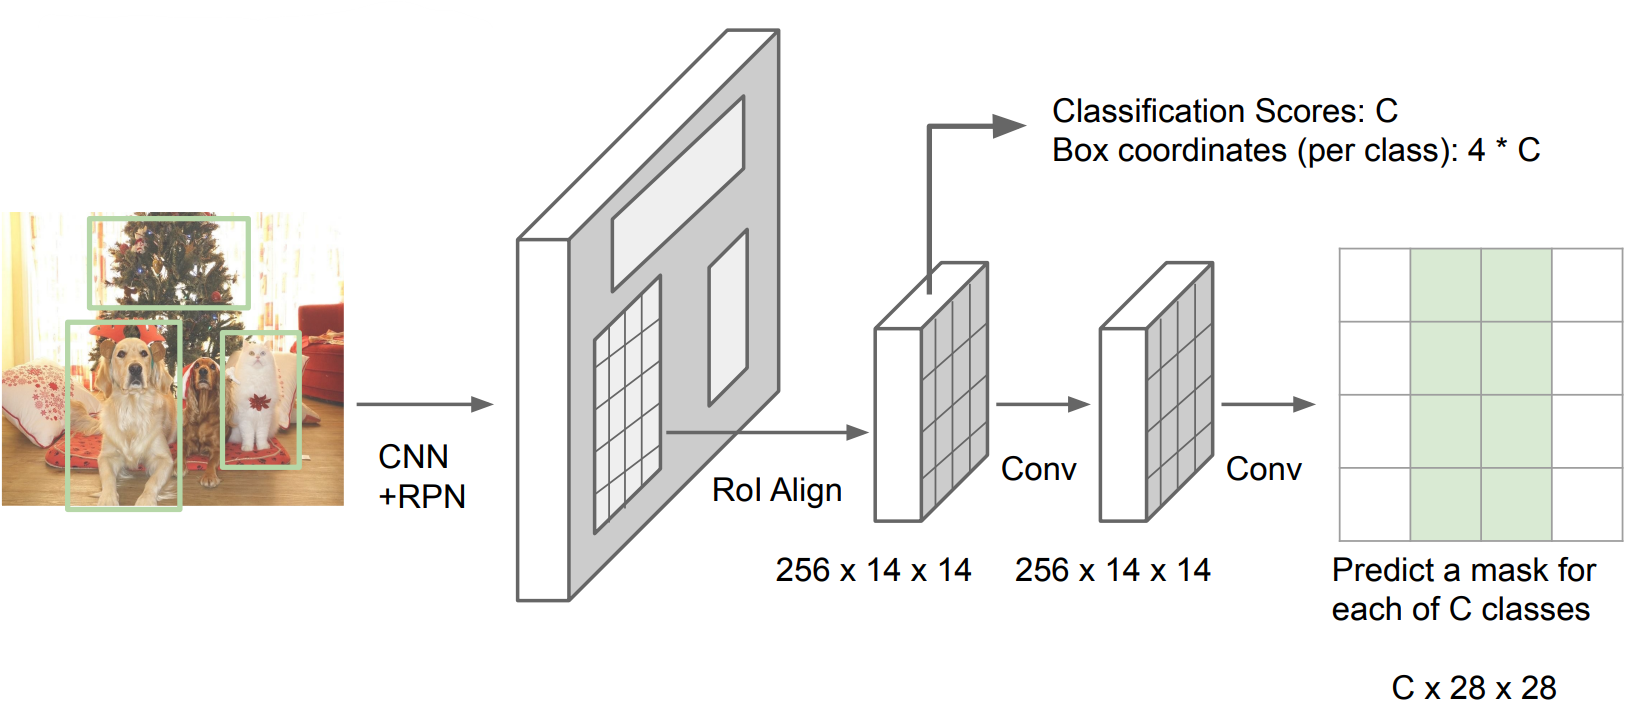 Classification Scores: C
Box coordinates (per class): 4 * C
CNN
+RPN
RoI Align
Conv
Conv
256 x 14 x 14
256 x 14 x 14
Predict a mask for
each of C classes
C x 28 x 28